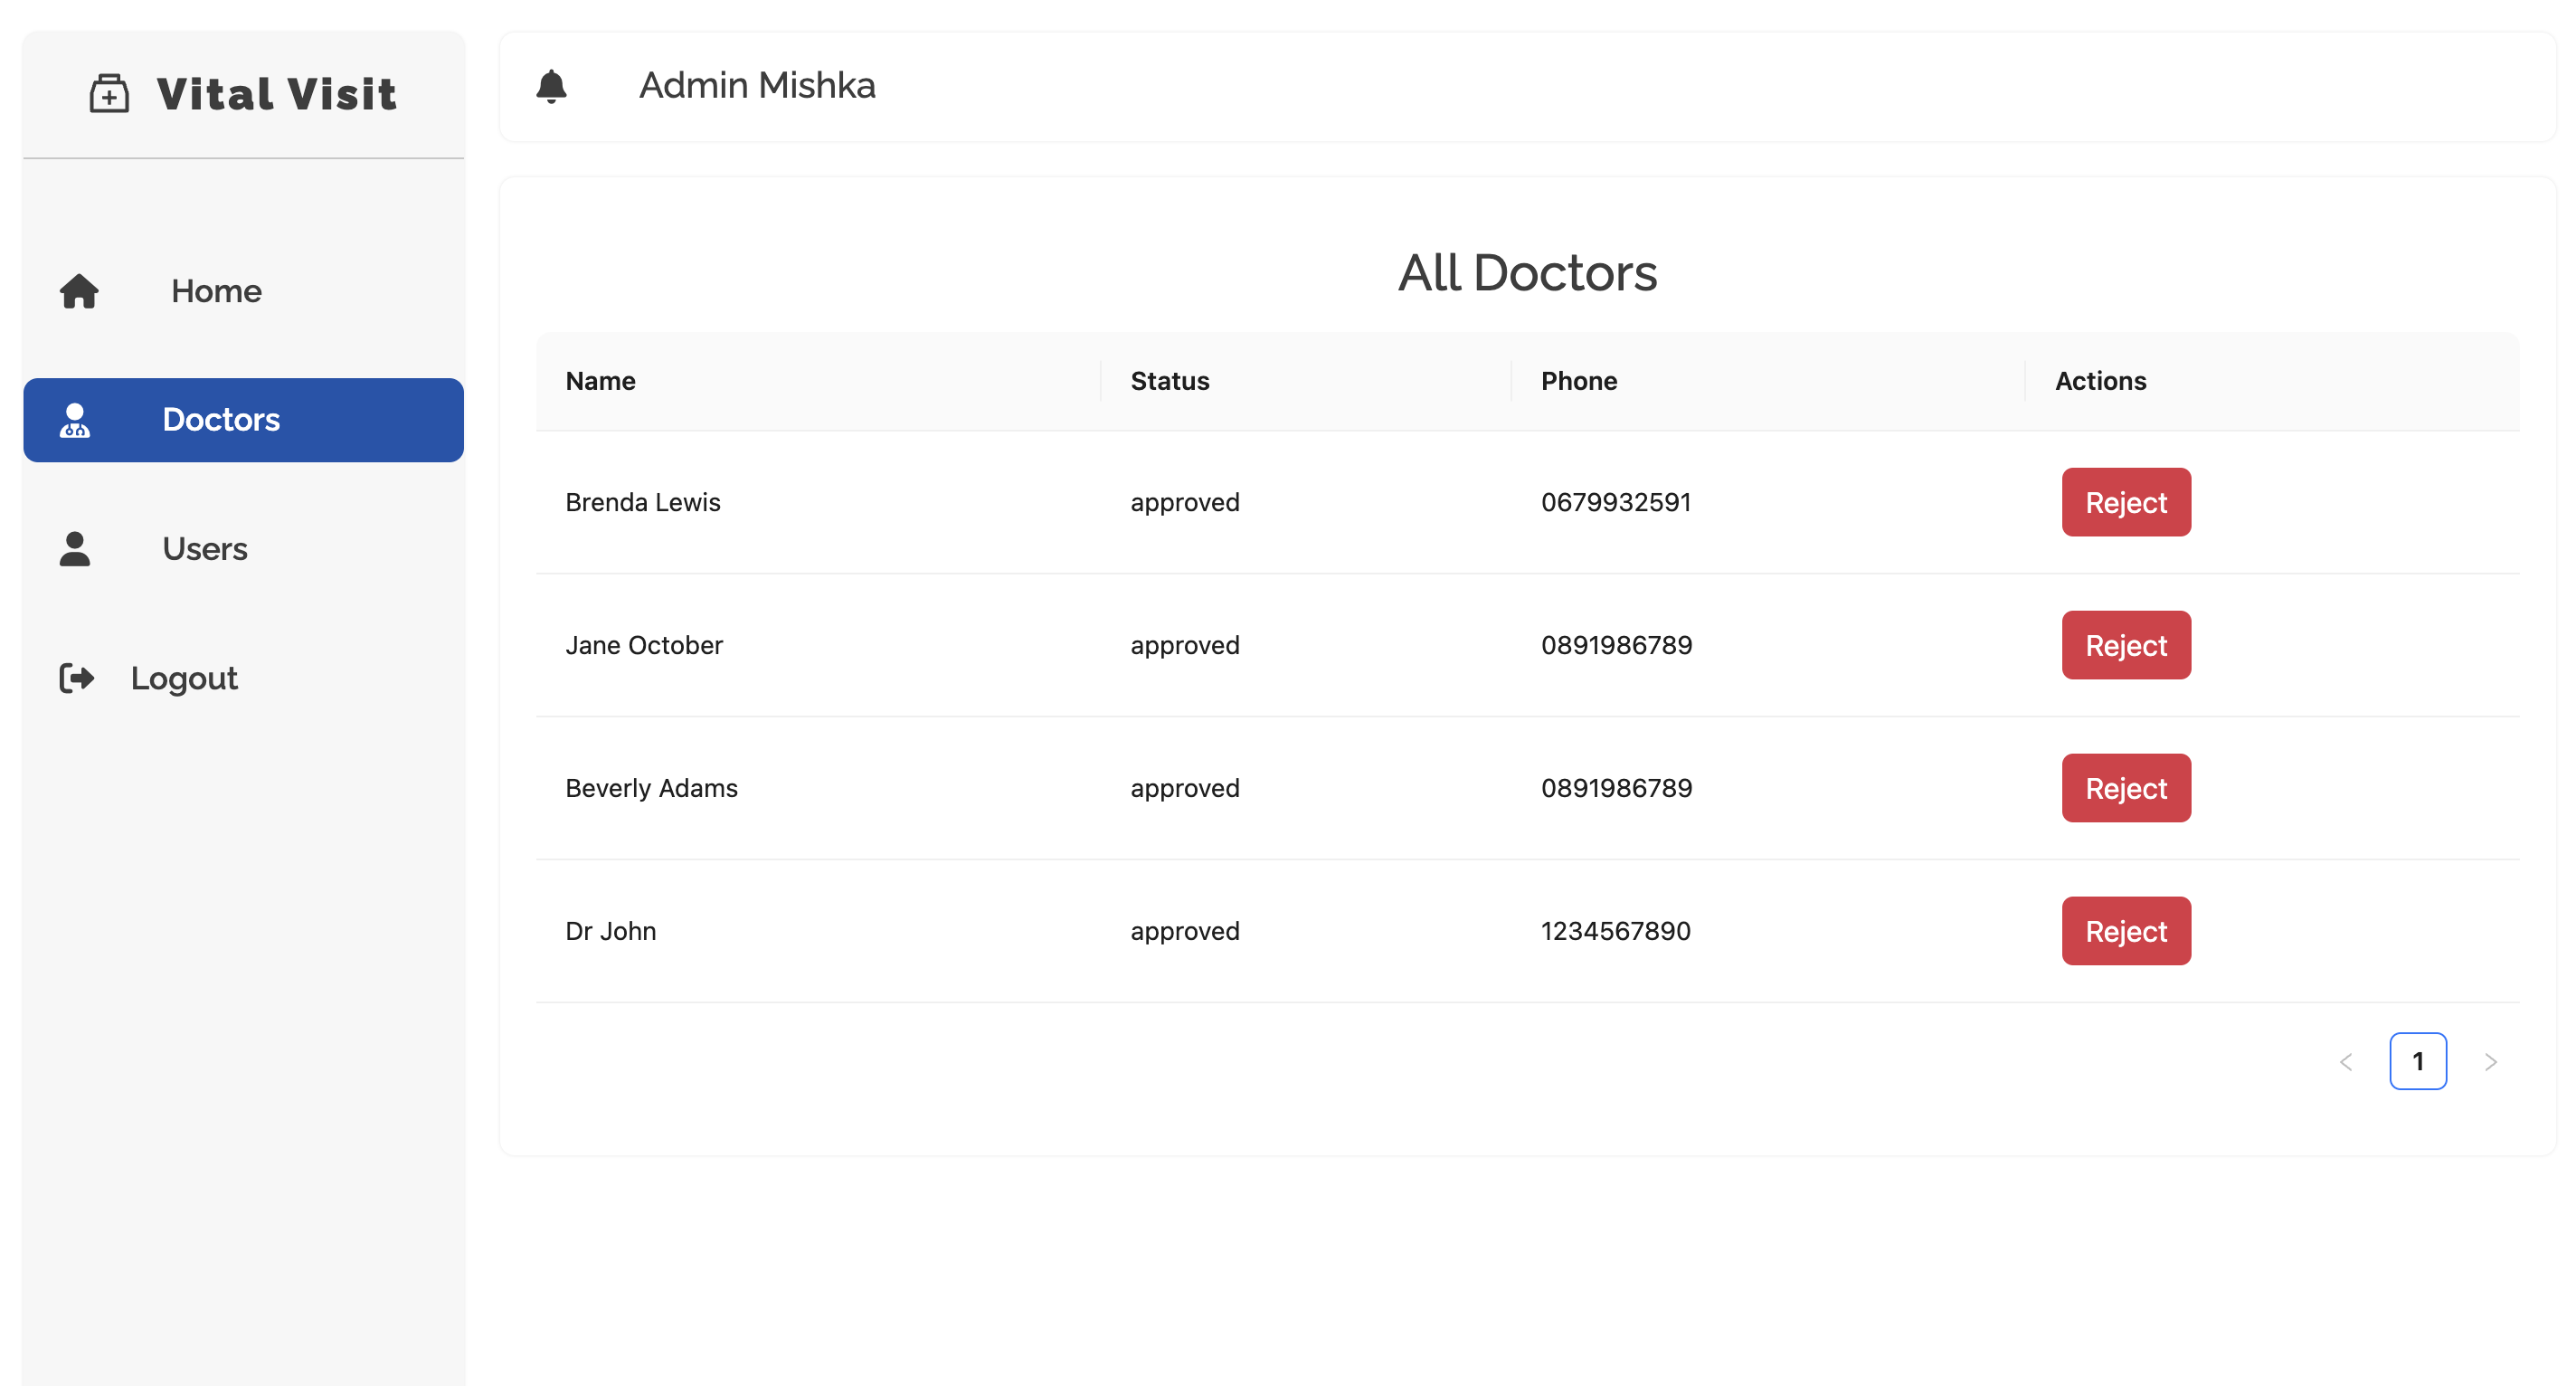 Vital Visit
Admin Mishka
Home
Doctors
Users
Logout
All Doctors
Name Status Phone Actions
Brenda Lewis approved 0679932591 Reject
Jane October approved 0891986789 Reject
Beverly Adams approved 0891986789 Reject
Dr John approved 1234567890 Reject
< 1 >